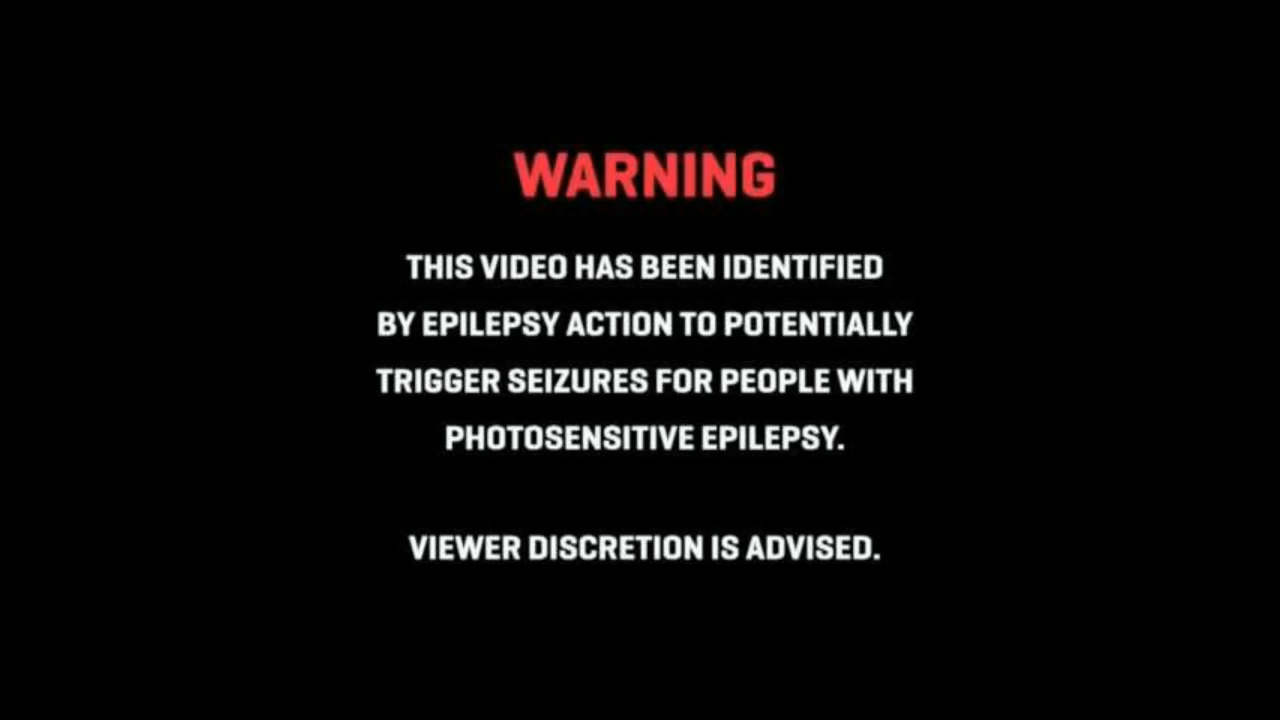 WARNING
THIS VIDEO HAS BEEN IDENTIFIED
BY EPILEPSY ACTION TO POTENTIALLY
TRIGGER SEIZURES FOR PEOPLE WITH
PHOTOSENSITIVE EPILEPSY.
VIEWER DISCRETION IS ADVISED.